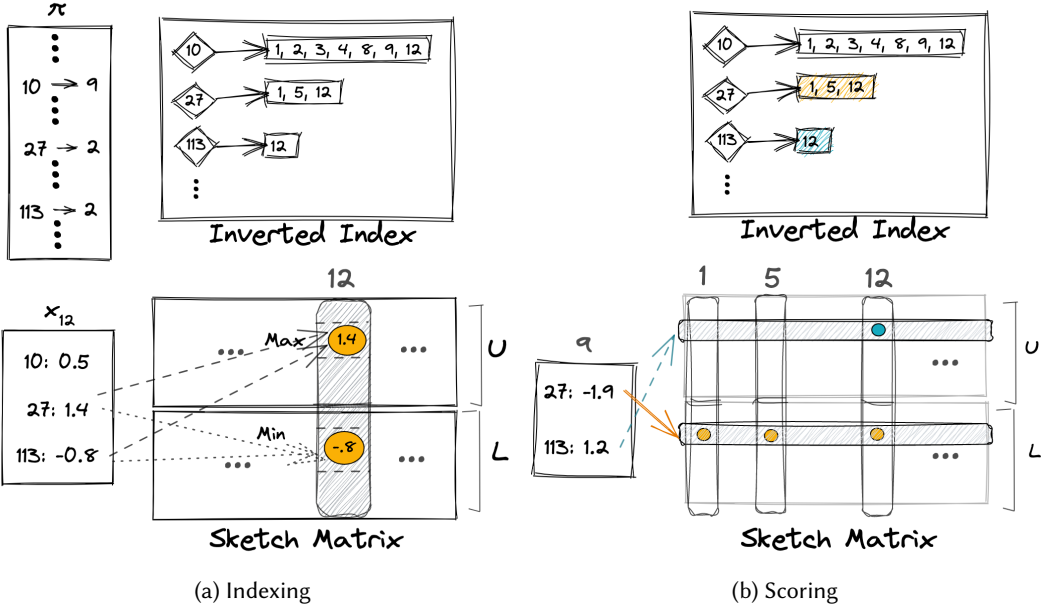 π
10 → 9
27 → 2
113 → 2
10
1, 2, 3, 4, 8, 9, 12
27
1, 5, 12
113
12
Inverted Index
x12
10: 0.5
27: 1.4
113: -0.8
12
Max
1.4
...
...
U
Min
-.8
...
...
L
Sketch Matrix
(a) Indexing
10
1, 2, 3, 4, 8, 9, 12
27
1, 5, 12
113
12
Inverted Index
q
27: -1.9
113: 1.2
1 5 12
...
U
...
L
Sketch Matrix
(b) Scoring